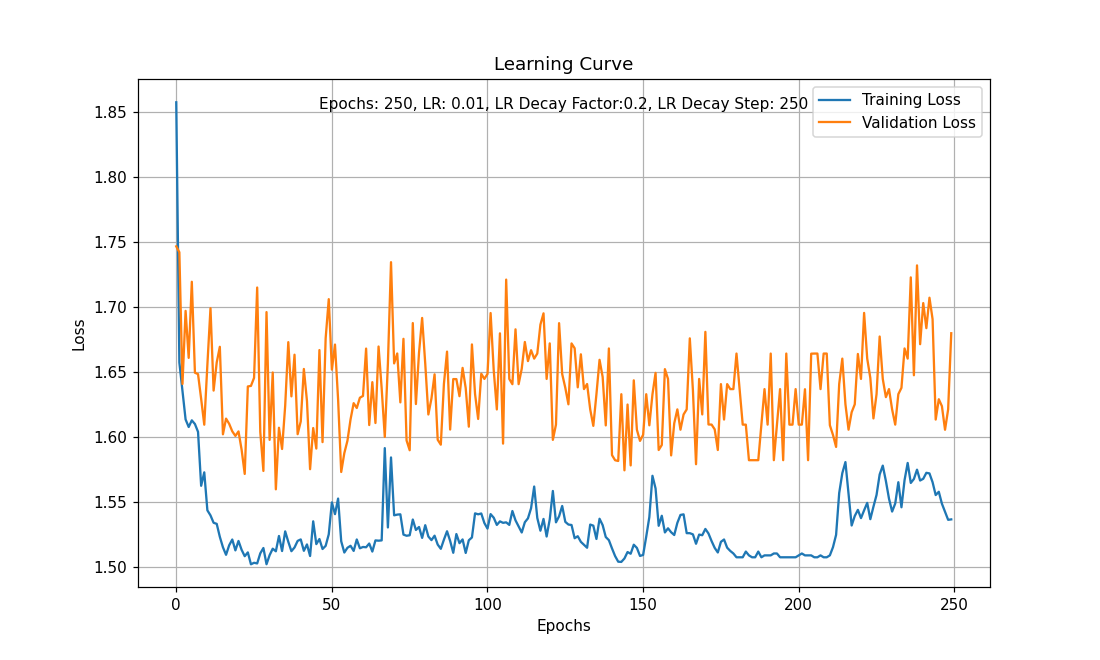 Learning Curve
Epochs: 250, LR: 0.01, LR Decay Factor:0.2, LR Decay Step: 250
Training Loss
Validation Loss
1.85
1.80
1.75
1.70
1.65
1.60
1.55
1.50
Loss
0 50 100 150 200 250
Epochs